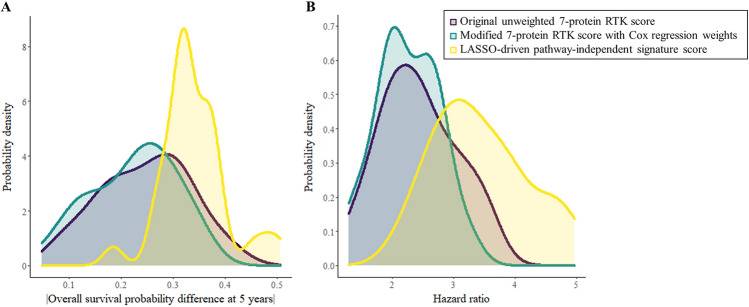 A
B
Original unweighted 7-protein RTK score
Modified 7-protein RTK score with Cox regression weights
LASSO-driven pathway-independent signature score
Probability density
8
6
4
2
0
0.1 0.2 0.3 0.4 0.5
|Overall survival probability difference at 5 years|
Probability density
0.7
0.6
0.5
0.4
0.3
0.2
0.1
0.0
2 3 4 5
Hazard ratio